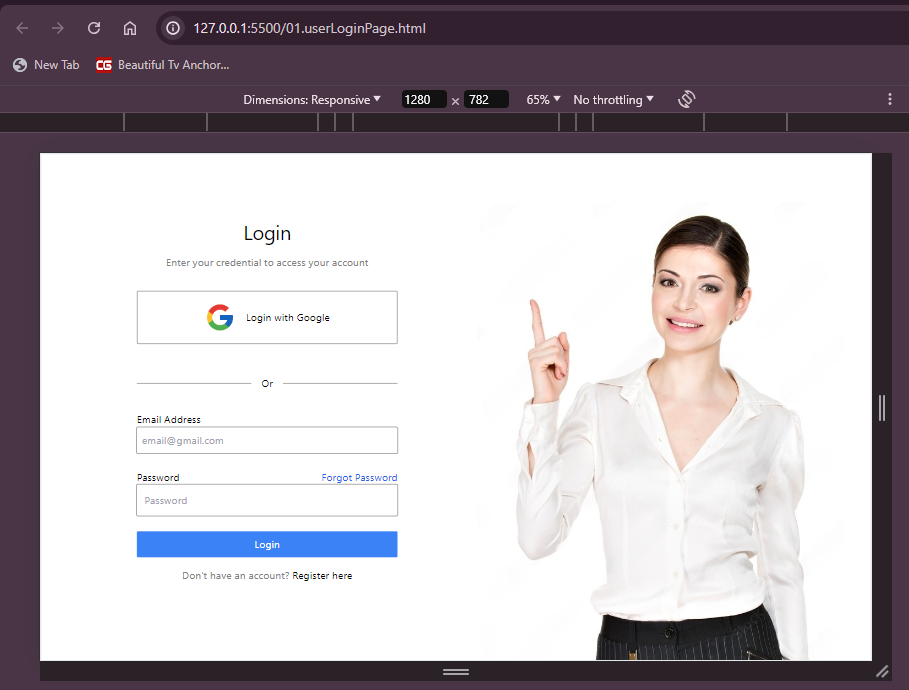 127.0.0.1:5500/01.userLoginPage.html
New Tab CG Beautiful Tv Anchor...
Dimensions: Responsive 1280 x 782 65% No throttling
Login
Enter your credential to access your account
Login with Google
Or
Email Address
email@gmail.com
Password Forgot Password
Password
Login
Don't have an account? Register here